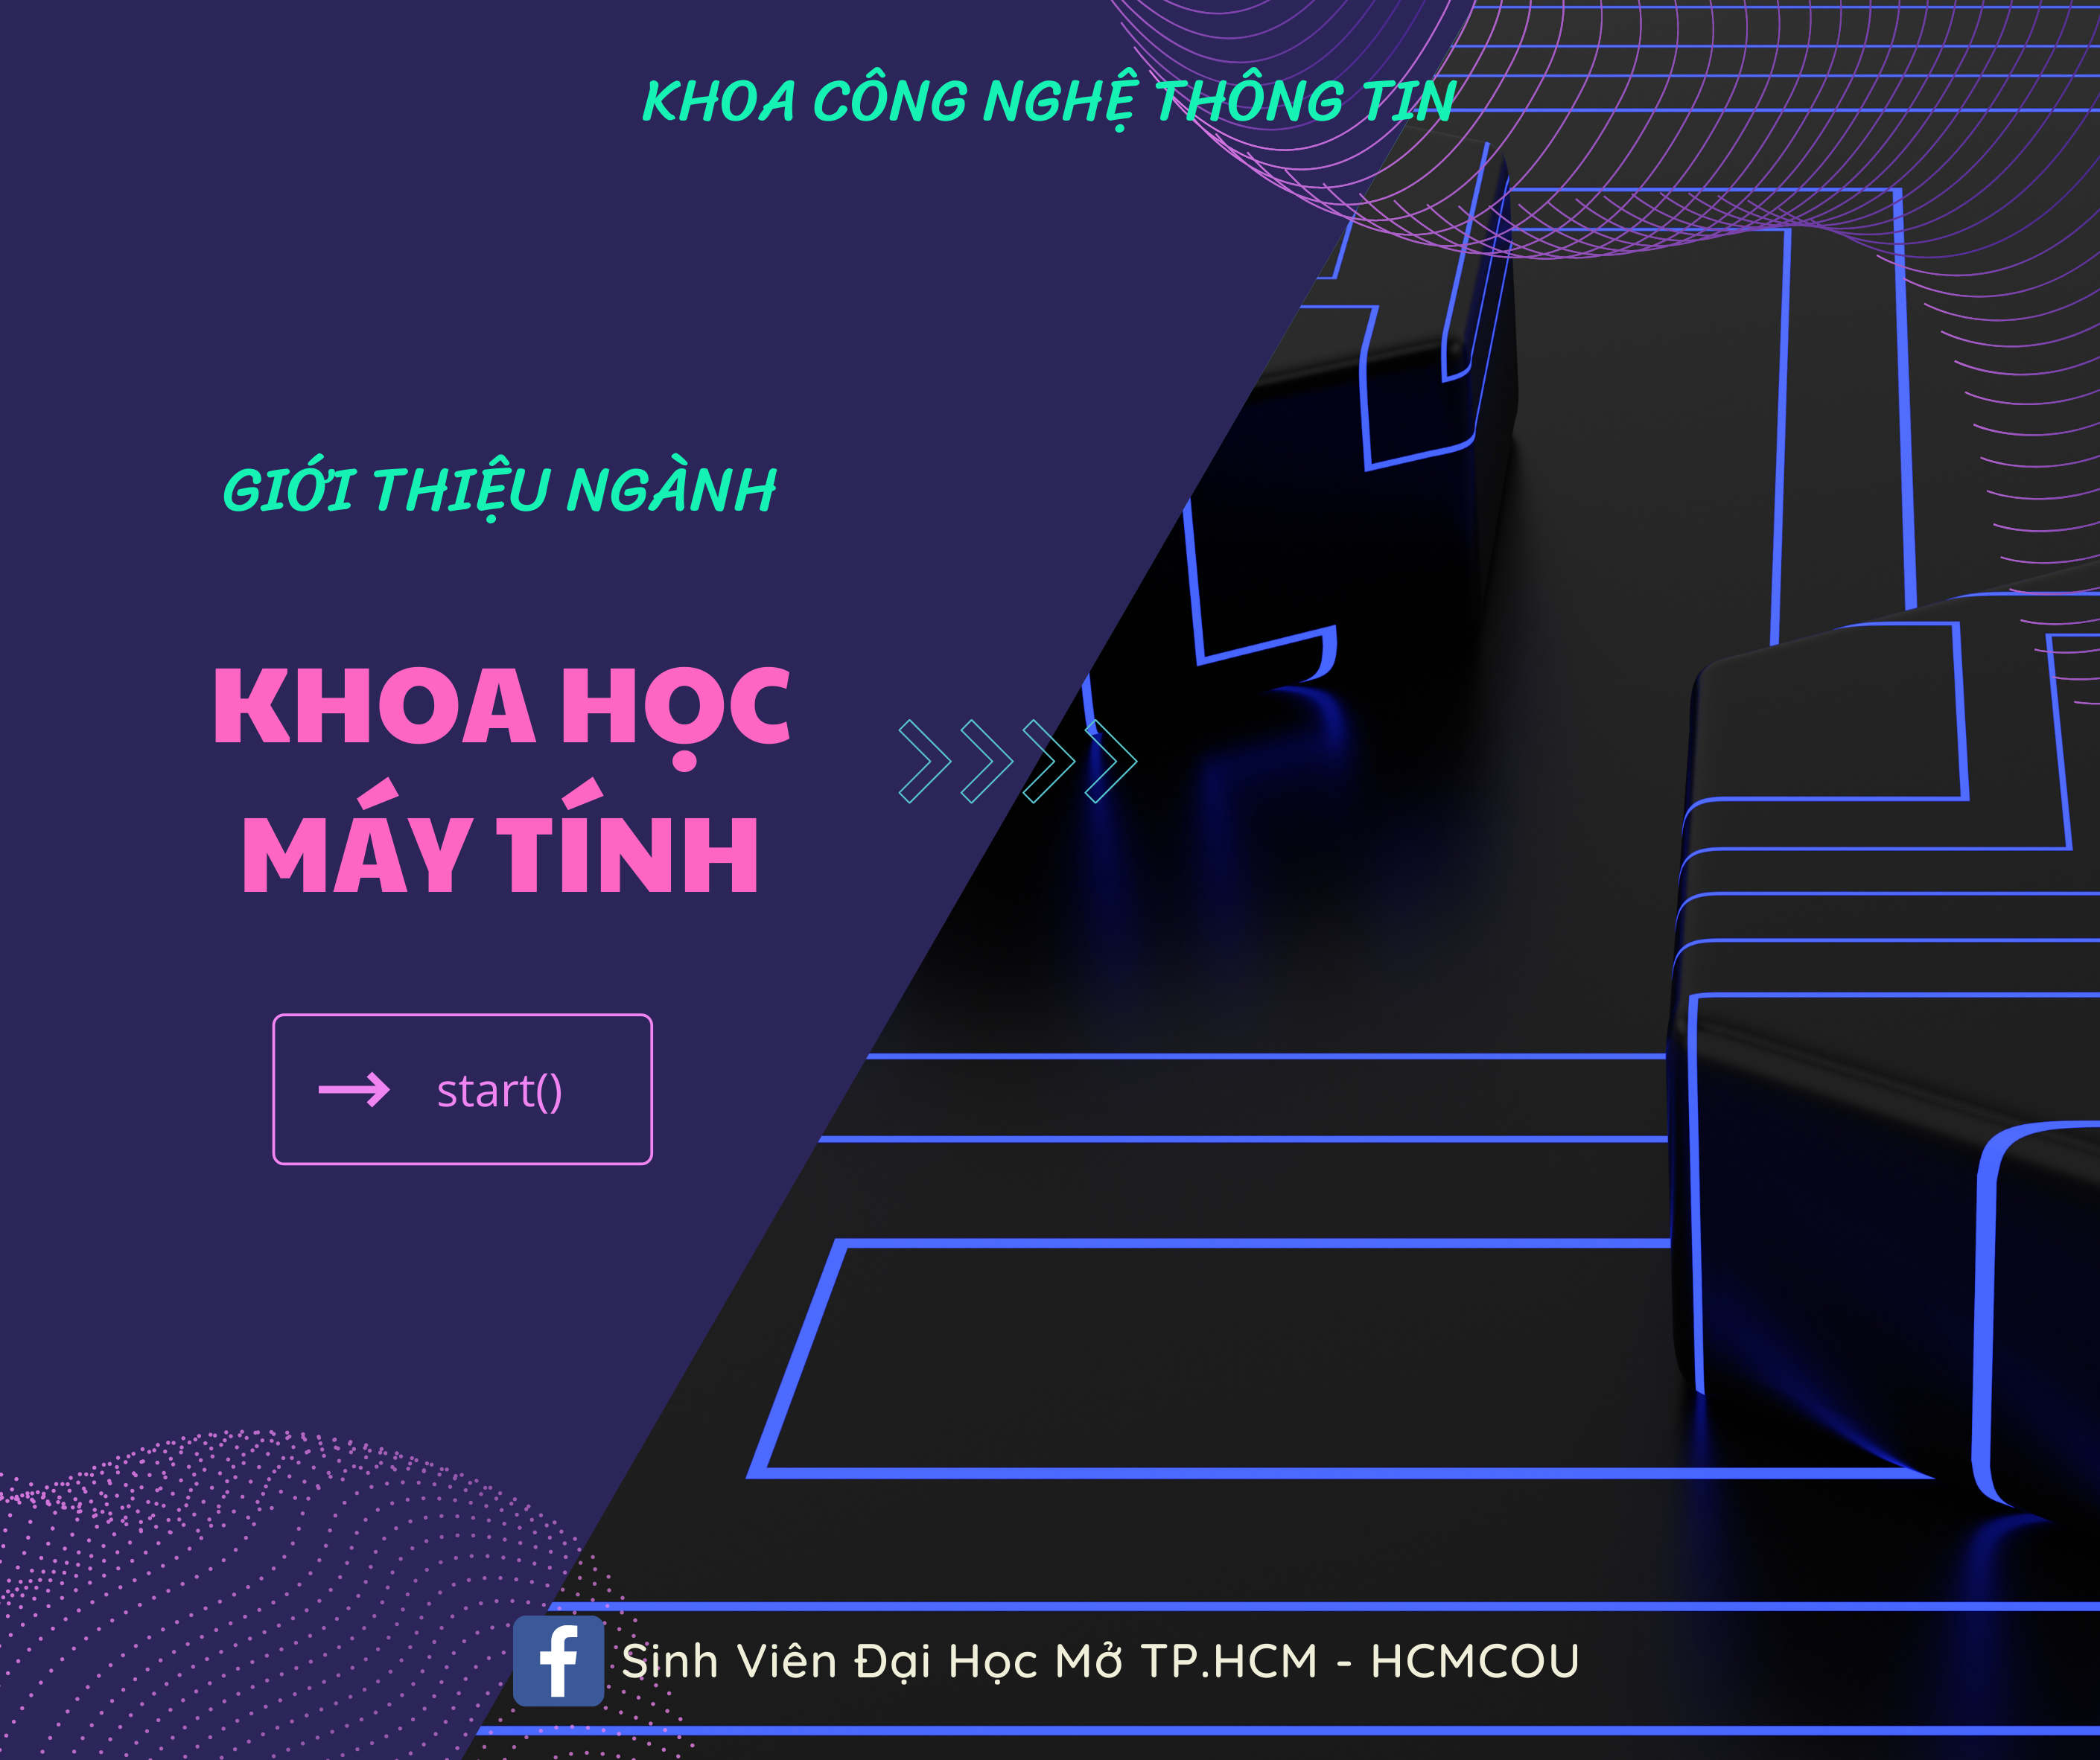 KHOA CÔNG NGHỆ THÔNG TIN
GIỚI THIỆU NGÀNH
KHOA HỌC
MÁY TÍNH
start()
Sinh Viên Đại Học Mở TP.HCM - HCMCOU